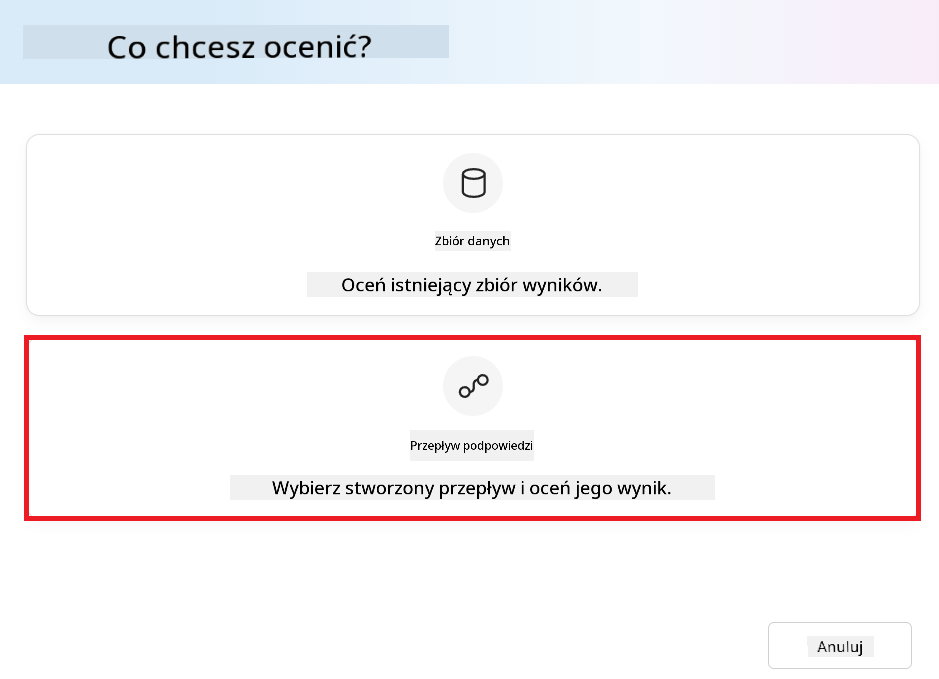 Co chcesz ocenić?
Zbiór danych
Oceń istniejący zbiór wyników.
Przepływ podpowiedzi
Wybierz stworzony przepływ i oceń jego wynik.
Anuluj